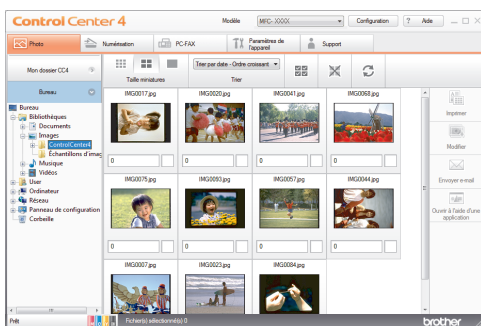 Control Center 4 Modèle MFC- XXXX Configuration ? Aide
Photo Numérisation PC-FAX Paramètres de l'appareil Support
Mon dossier CC4
Taille miniatures
Trier par date - Ordre croissant
Trier
Bureau
Bureau
Bibliothèques
Documents
Images
ControlCenter4
Échantillons d'imag
Musique
Vidéos
User
Ordinateur
Réseau
Panneau de configuration
Corbeille
IMG0017.jpg IMG0020.jpg IMG0041.jpg IMG0068.jpg
0 0 0 0
IMG0075.jpg IMG0093.jpg IMG0057.jpg IMG0044.jpg
0 0 0 0
IMG0007.jpg IMG0023.jpg IMG0084.jpg
Imprimer
Modifier
Envoyer e-mail
Ouvrir à l'aide d'une application
Prêt
Fichier(s) sélectionné(s) 0
brother